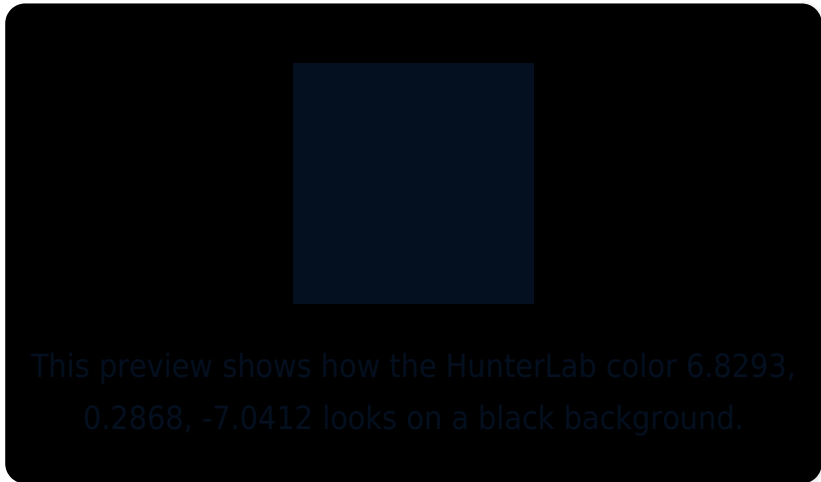 This preview shows how the HunterLab color 6.8293,
0.2868, -7.0412 looks on a black background.